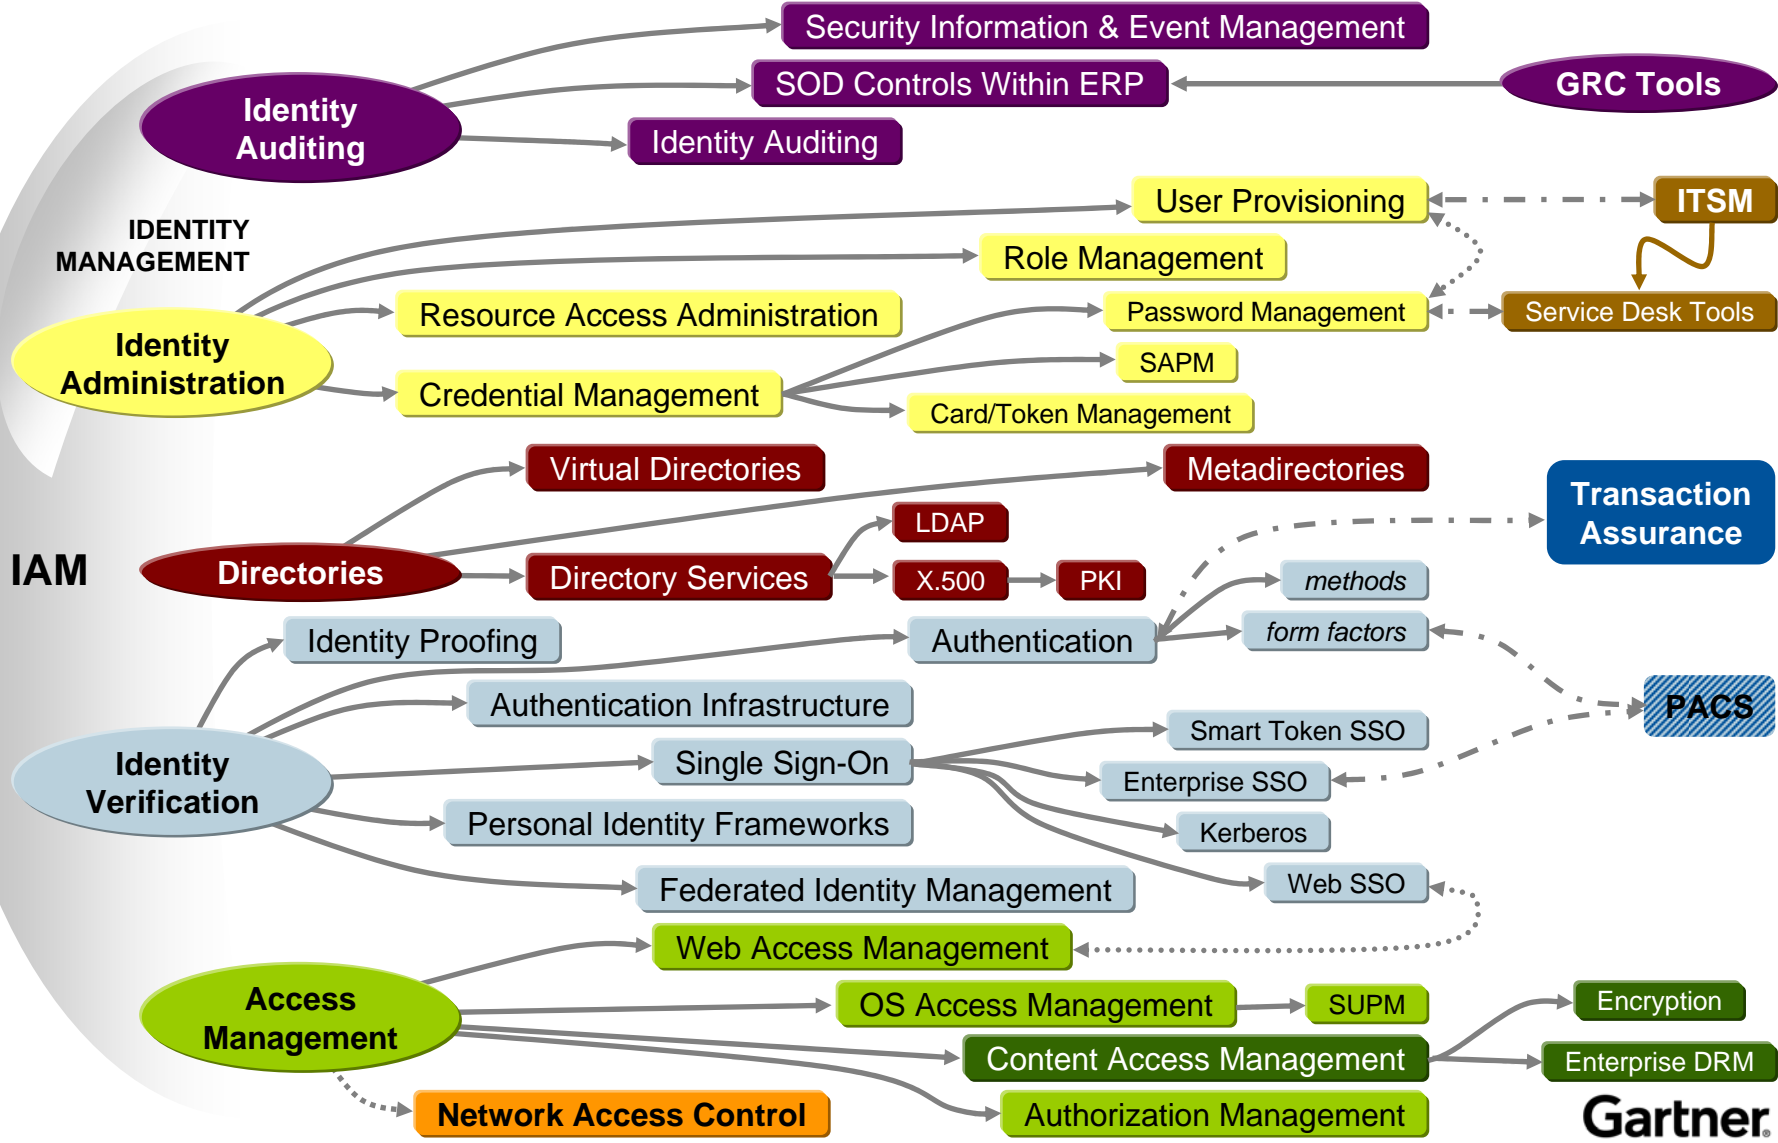 Security Information & Event Management
SOD Controls Within ERP
GRC Tools
Identity
Auditing
Identity Auditing
User Provisioning
ITSM
IDENTITY
MANAGEMENT
Role Management
Resource Access Administration
Password Management
Service Desk Tools
Identity
Administration
SAPM
Credential Management
Card/Token Management
Virtual Directories
Metadirectories
Transaction
Assurance
LDAP
IAM
Directories
Directory Services
X.500
PKI
methods
Identity Proofing
Authentication
form factors
Authentication Infrastructure
PACS
Smart Token SSO
Identity
Verification
Single Sign-On
Enterprise SSO
Personal Identity Frameworks
Kerberos
Federated Identity Management
Web SSO
Web Access Management
Access
Management
OS Access Management
SUPM
Encryption
Content Access Management
Enterprise DRM
Network Access Control
Authorization Management
Gartner.